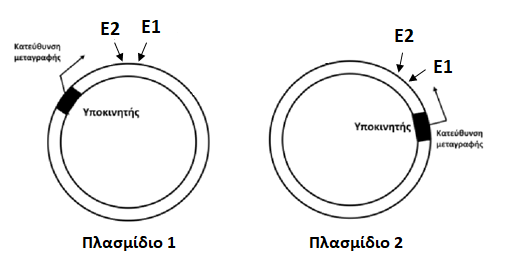 E2 E1
Κατεύθυνση
μεταγραφής
Υποκινητής
Πλασμίδιο 1
E2
E1
Υποκινητής
Κατεύθυνση
μεταγραφής
Πλασμίδιο 2